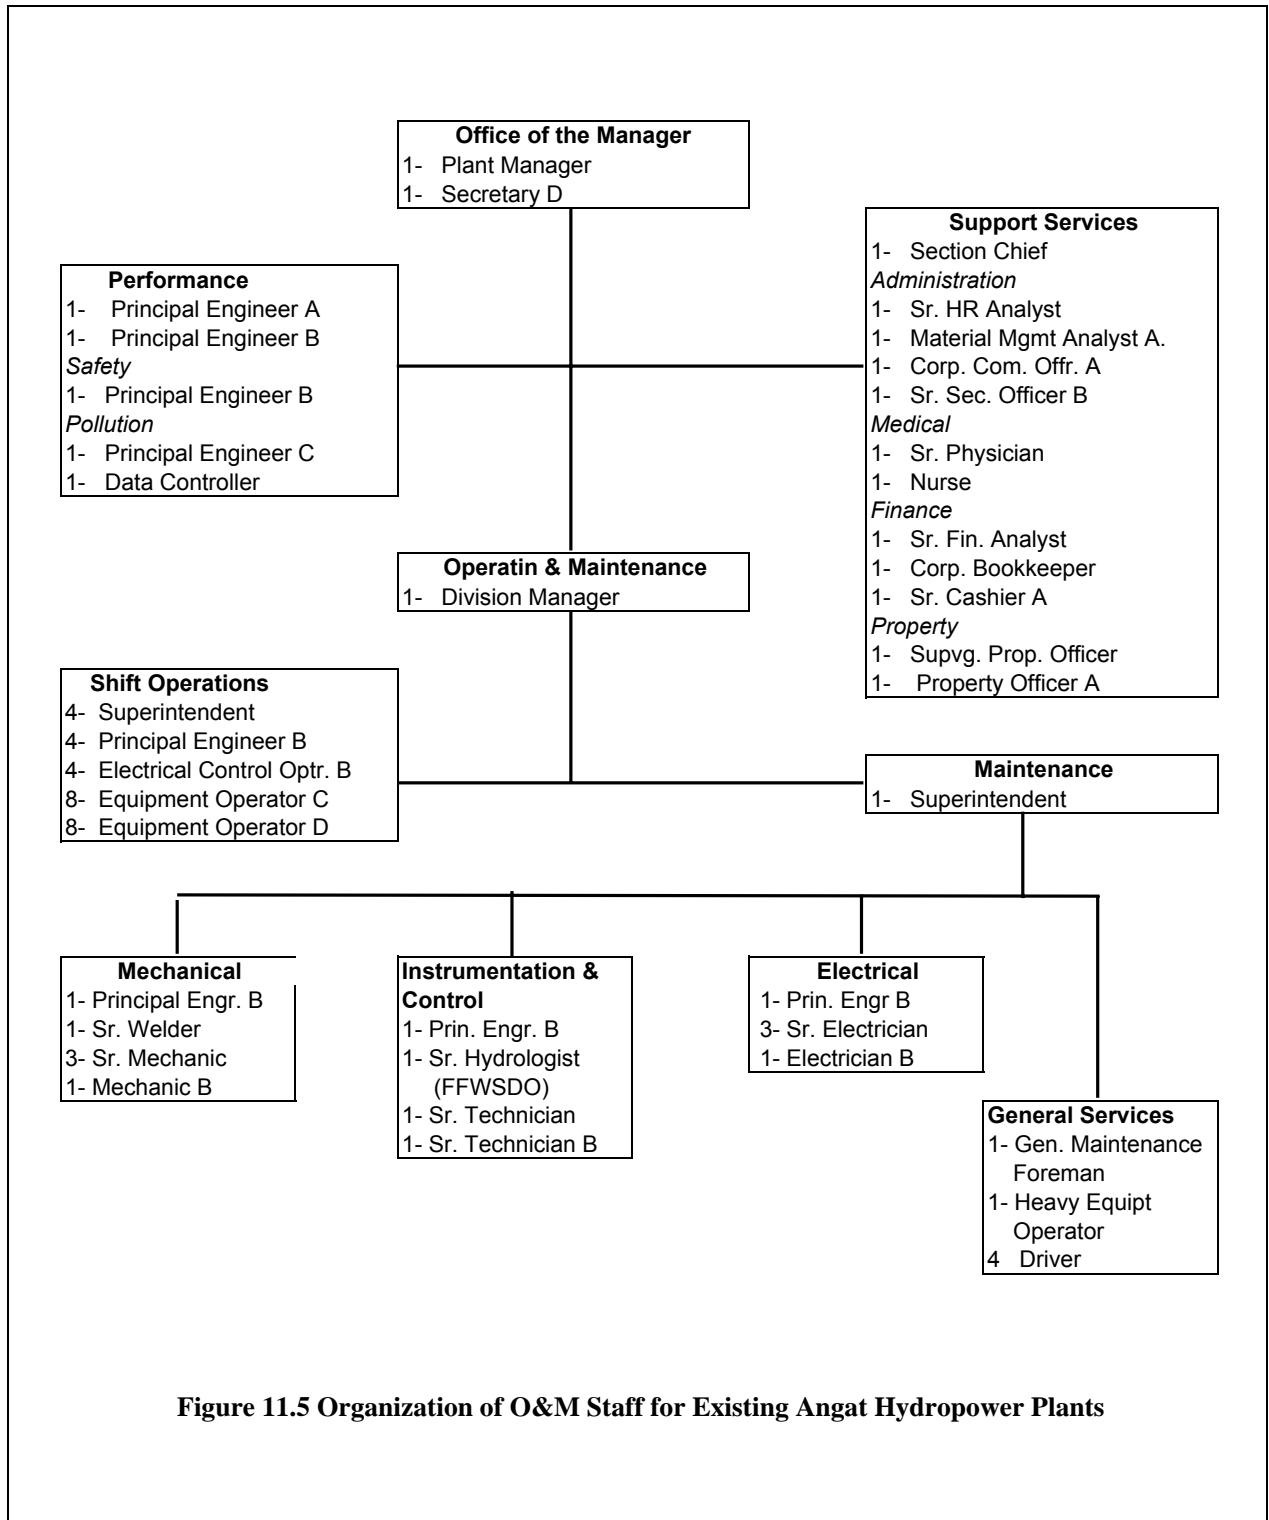 Office of the Manager
1- Plant Manager
1- Secretary D
Support Services
1- Section Chief
Administration
1- Sr. HR Analyst
1- Material Mgmt Analyst A.
1- Corp. Com. Offr. A
1- Sr. Sec. Officer B
Medical
1- Sr. Physician
1- Nurse
Finance
1- Sr. Fin. Analyst
1- Corp. Bookkeeper
1- Sr. Cashier A
Property
1- Supvg. Prop. Officer
1- Property Officer A
Performance
1- Principal Engineer A
1- Principal Engineer B
Safety
1- Principal Engineer B
Pollution
1- Principal Engineer C
1- Data Controller
Operatin & Maintenance
1- Division Manager
Shift Operations
4- Superintendent
4- Principal Engineer B
4- Electrical Control Optr. B
8- Equipment Operator C
8- Equipment Operator D
Maintenance
1- Superintendent
Mechanical
1- Principal Engr. B
1- Sr. Welder
3- Sr. Mechanic
1- Mechanic B
Instrumentation &
Control
1- Prin. Engr. B
1- Sr. Hydrologist
(FFWSDO)
1- Sr. Technician
1- Sr. Technician B
Electrical
1- Prin. Engr B
3- Sr. Electrician
1- Electrician B
General Services
1- Gen. Maintenance
Foreman
1- Heavy Equipt
Operator
4 Driver
Figure 11.5 Organization of O&M Staff for Existing Angat Hydropower Plants